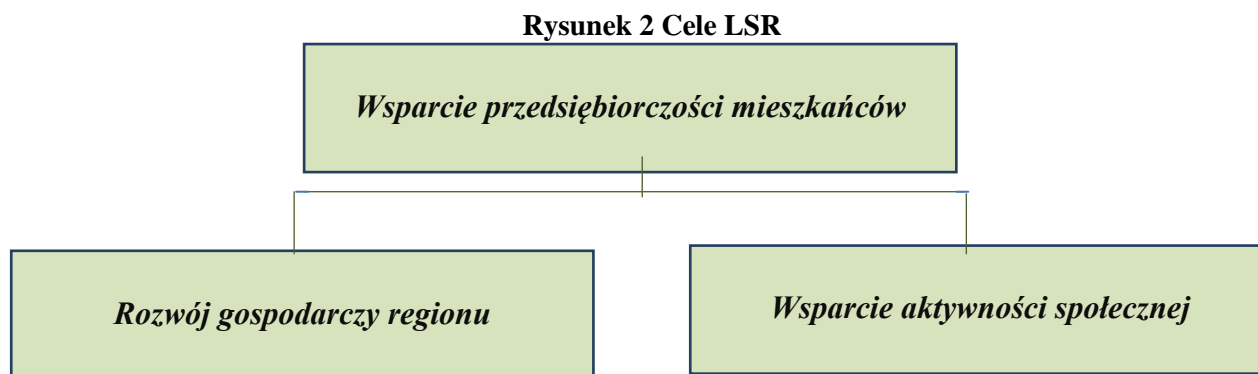 Rysunek 2 Cele LSR
Wsparcie przedsiębiorczości mieszkańców
Rozwój gospodarczy regionu
Wsparcie aktywności społecznej